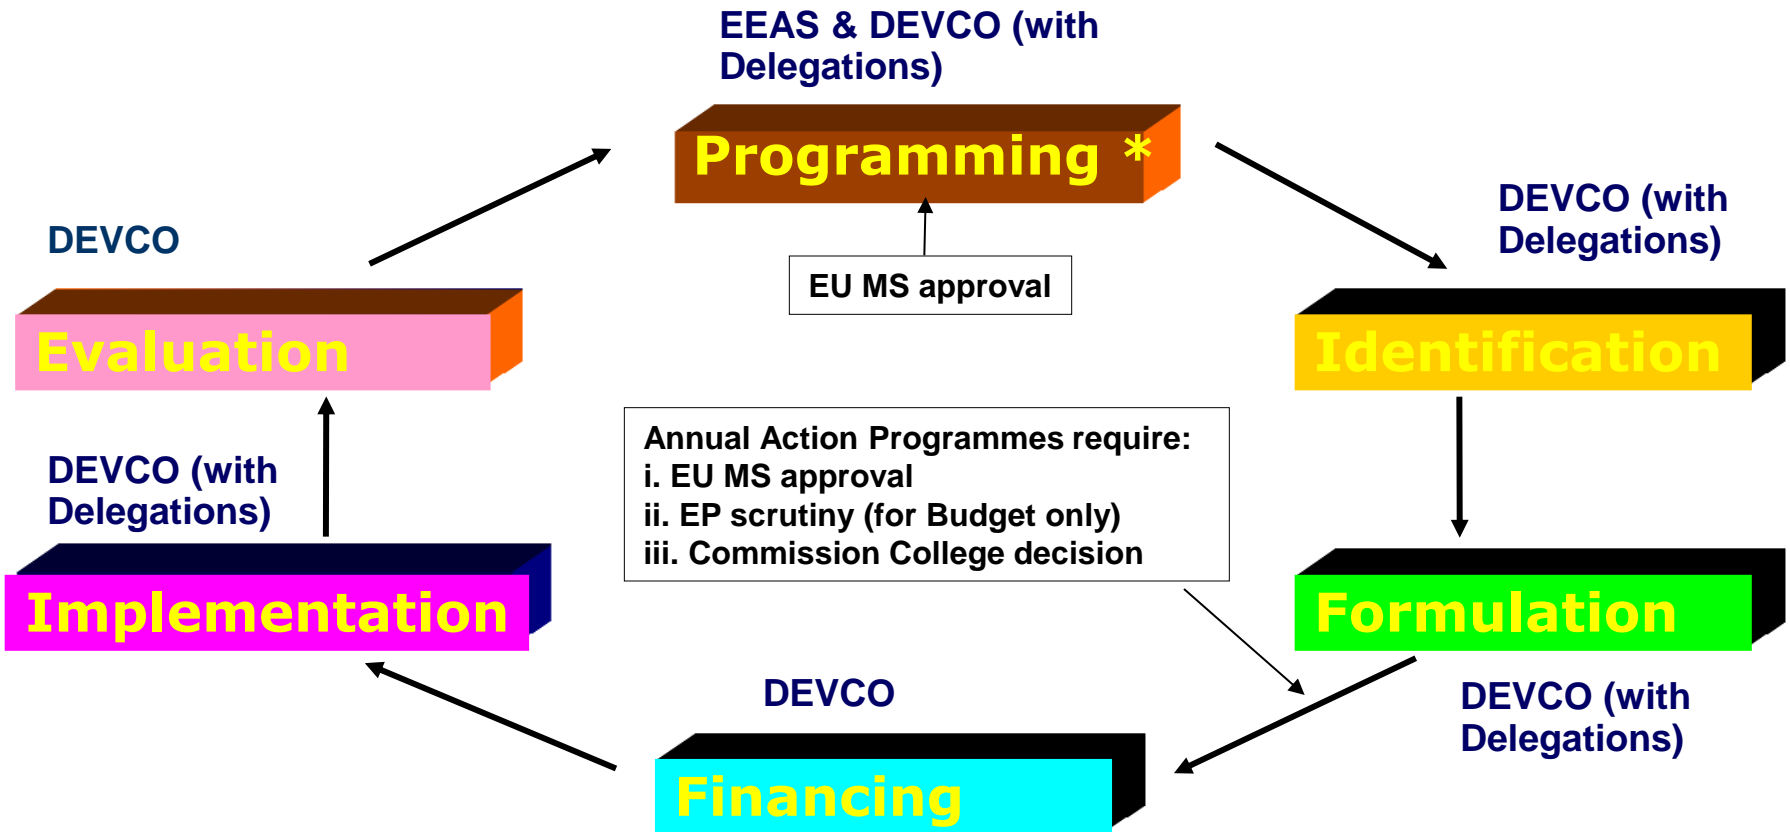 EEAS & DEVCO (with
Delegations)
Programming *
DEVCO (with
Delegations)
DEVCO
EU MS approval
Evaluation
Identification
Annual Action Programmes require:
i. EU MS approval
ii. EP scrutiny (for Budget only)
iii. Commission College decision
DEVCO (with
Delegations)
Implementation
Formulation
DEVCO
DEVCO (with
Delegations)
Financing